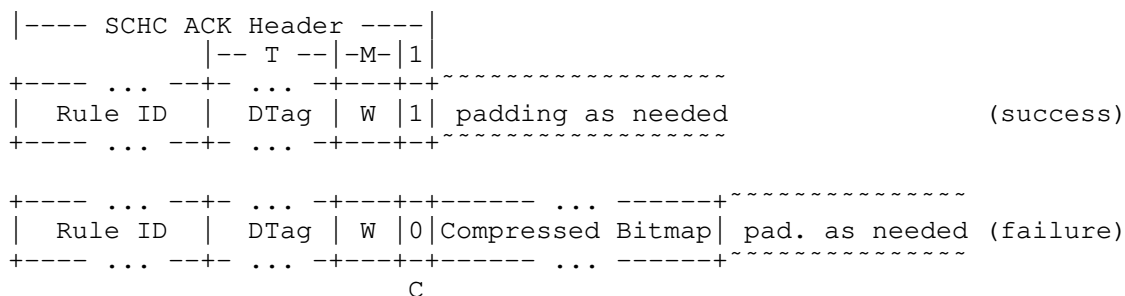 |---- SCHC ACK Header ----|
                |-- T --|-M-|1|
+---- ... --+- ... -+---+-+~~~~~~~~~~~~~~~~~~
|  Rule ID  |  DTag | W |1| padding as needed                (success)
+---- ... --+- ... -+---+-+~~~~~~~~~~~~~~~~~~
+---- ... --+- ... -+---+-+------ ... ------+~~~~~~~~~~~~~~~
|  Rule ID  |  DTag | W |0|Compressed Bitmap| pad. as needed (failure)
+---- ... --+- ... -+---+-+------ ... ------+~~~~~~~~~~~~~~~
                         C